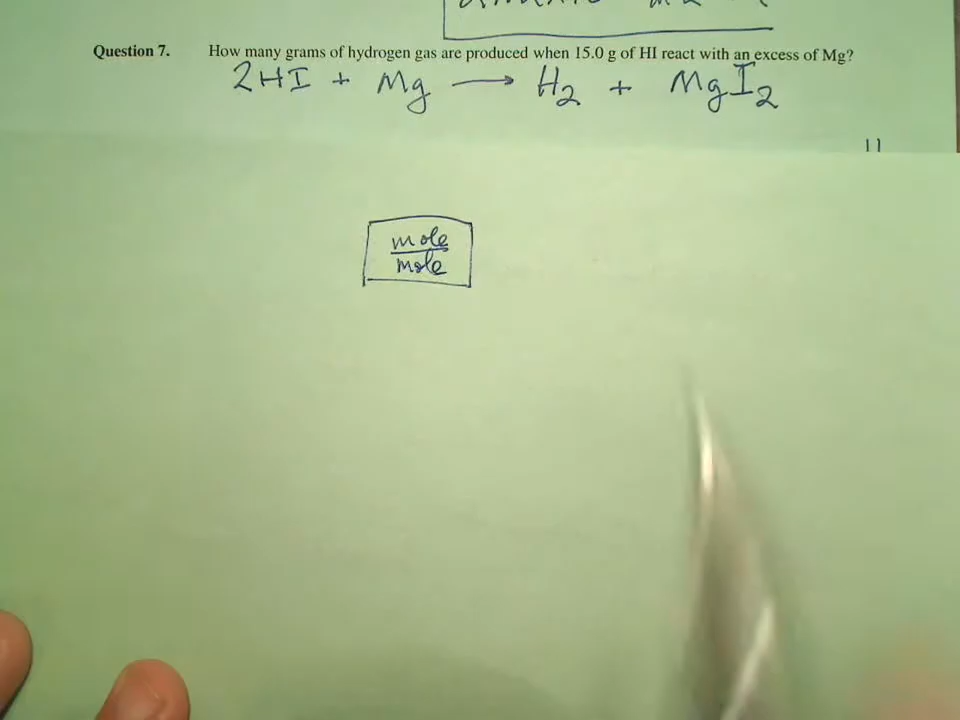 Question 7. How many grams of hydrogen gas are produced when 15.0 g of HI react with an excess of Mg?
2HI + Mg ⟶ H₂ + MgI₂
11
mole
mole